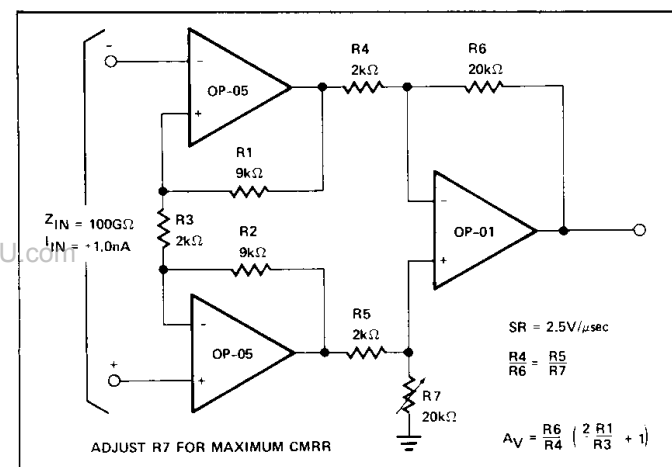 R4
2kΩ
R6
20kΩ
−
−
OP-05
+
R1
9kΩ
ZIN = 100GΩ
IIN = +1.0nA
R3
2kΩ
R2
9kΩ
−
OP-01
+
U.com
−
OP-05
+
+
R5
2kΩ
R7
20kΩ
SR = 2.5V/μsec
R4/R6 = R5/R7
ADJUST R7 FOR MAXIMUM CMRR
AV = R6/R4 (2 R1/R3 + 1)